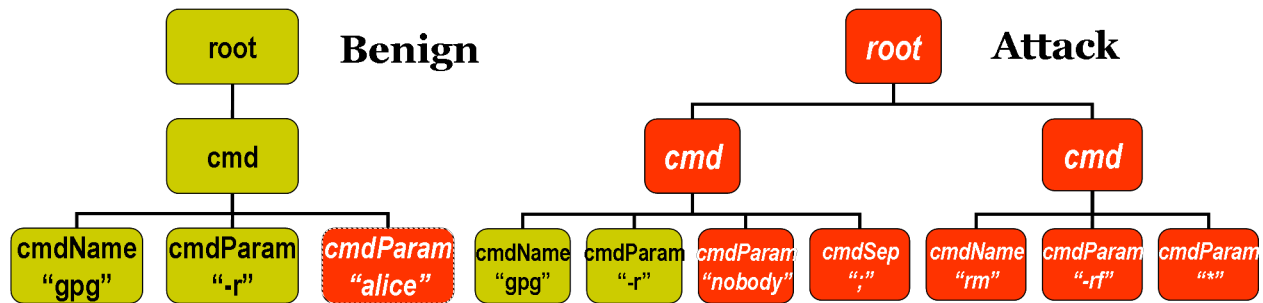 root
Benign
root
Attack
cmd
cmd
cmd
cmdName
“gpg”
cmdParam
“-r”
cmdParam
“alice”
cmdName
“gpg”
cmdParam
“-r”
cmdParam
“nobody”
cmdSep
“;”
cmdName
“rm”
cmdParam
“-rf”
cmdParam
“*”